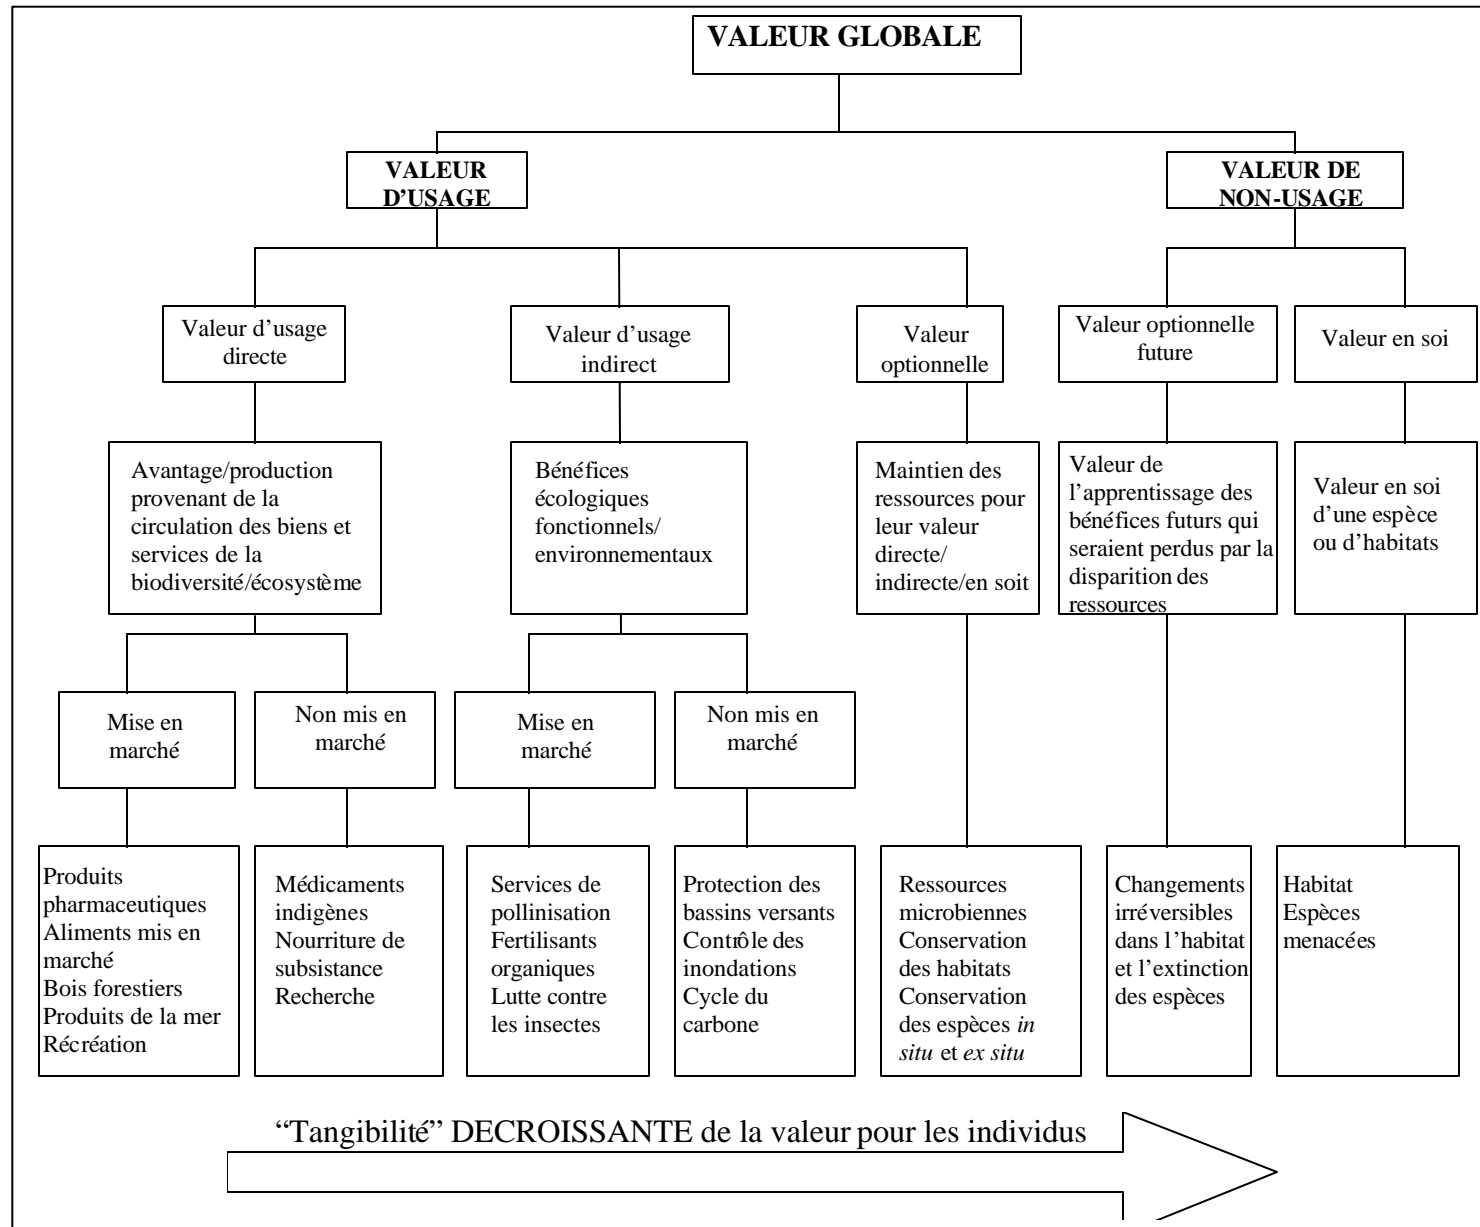 VALEUR GLOBALE
VALEUR
D’USAGE
VALEUR DE
NON-USAGE
Valeur d’usage
directe
Valeur d’usage
indirect
Valeur
optionnelle
Valeur optionnelle
future
Valeur en soi
Avantage/production
provenant de la
circulation des biens et
services de la
biodiversité/écosystème
Bénéfices
écologiques
fonctionnels/
environnementaux
Maintien des
ressources pour
leur valeur
directe/
indirecte/en soit
Valeur de
l’apprentissage des
bénéfices futurs qui
seraient perdus par la
disparition des
ressources
Valeur en soi
d’une espèce
ou d’habitats
Mise en
marché
Non mis en
marché
Mise en
marché
Non mis en
marché
Produits
pharmaceutiques
Aliments mis en
marché
Bois forestiers
Produits de la mer
Récréation
Médicaments
indigènes
Nourriture de
subsistance
Recherche
Services de
pollinisation
Fertilisants
organiques
Lutte contre
les insectes
Protection des
bassins versants
Contrôle des
inondations
Cycle du
carbone
Ressources
microbiennes
Conservation
des habitats
Conservation
des espèces in
situ et ex situ
Changements
irréversibles
dans l’habitat
et l’extinction
des espèces
Habitat
Espèces
menacées
“Tangibilité” DECROISSANTE de la valeur pour les individus